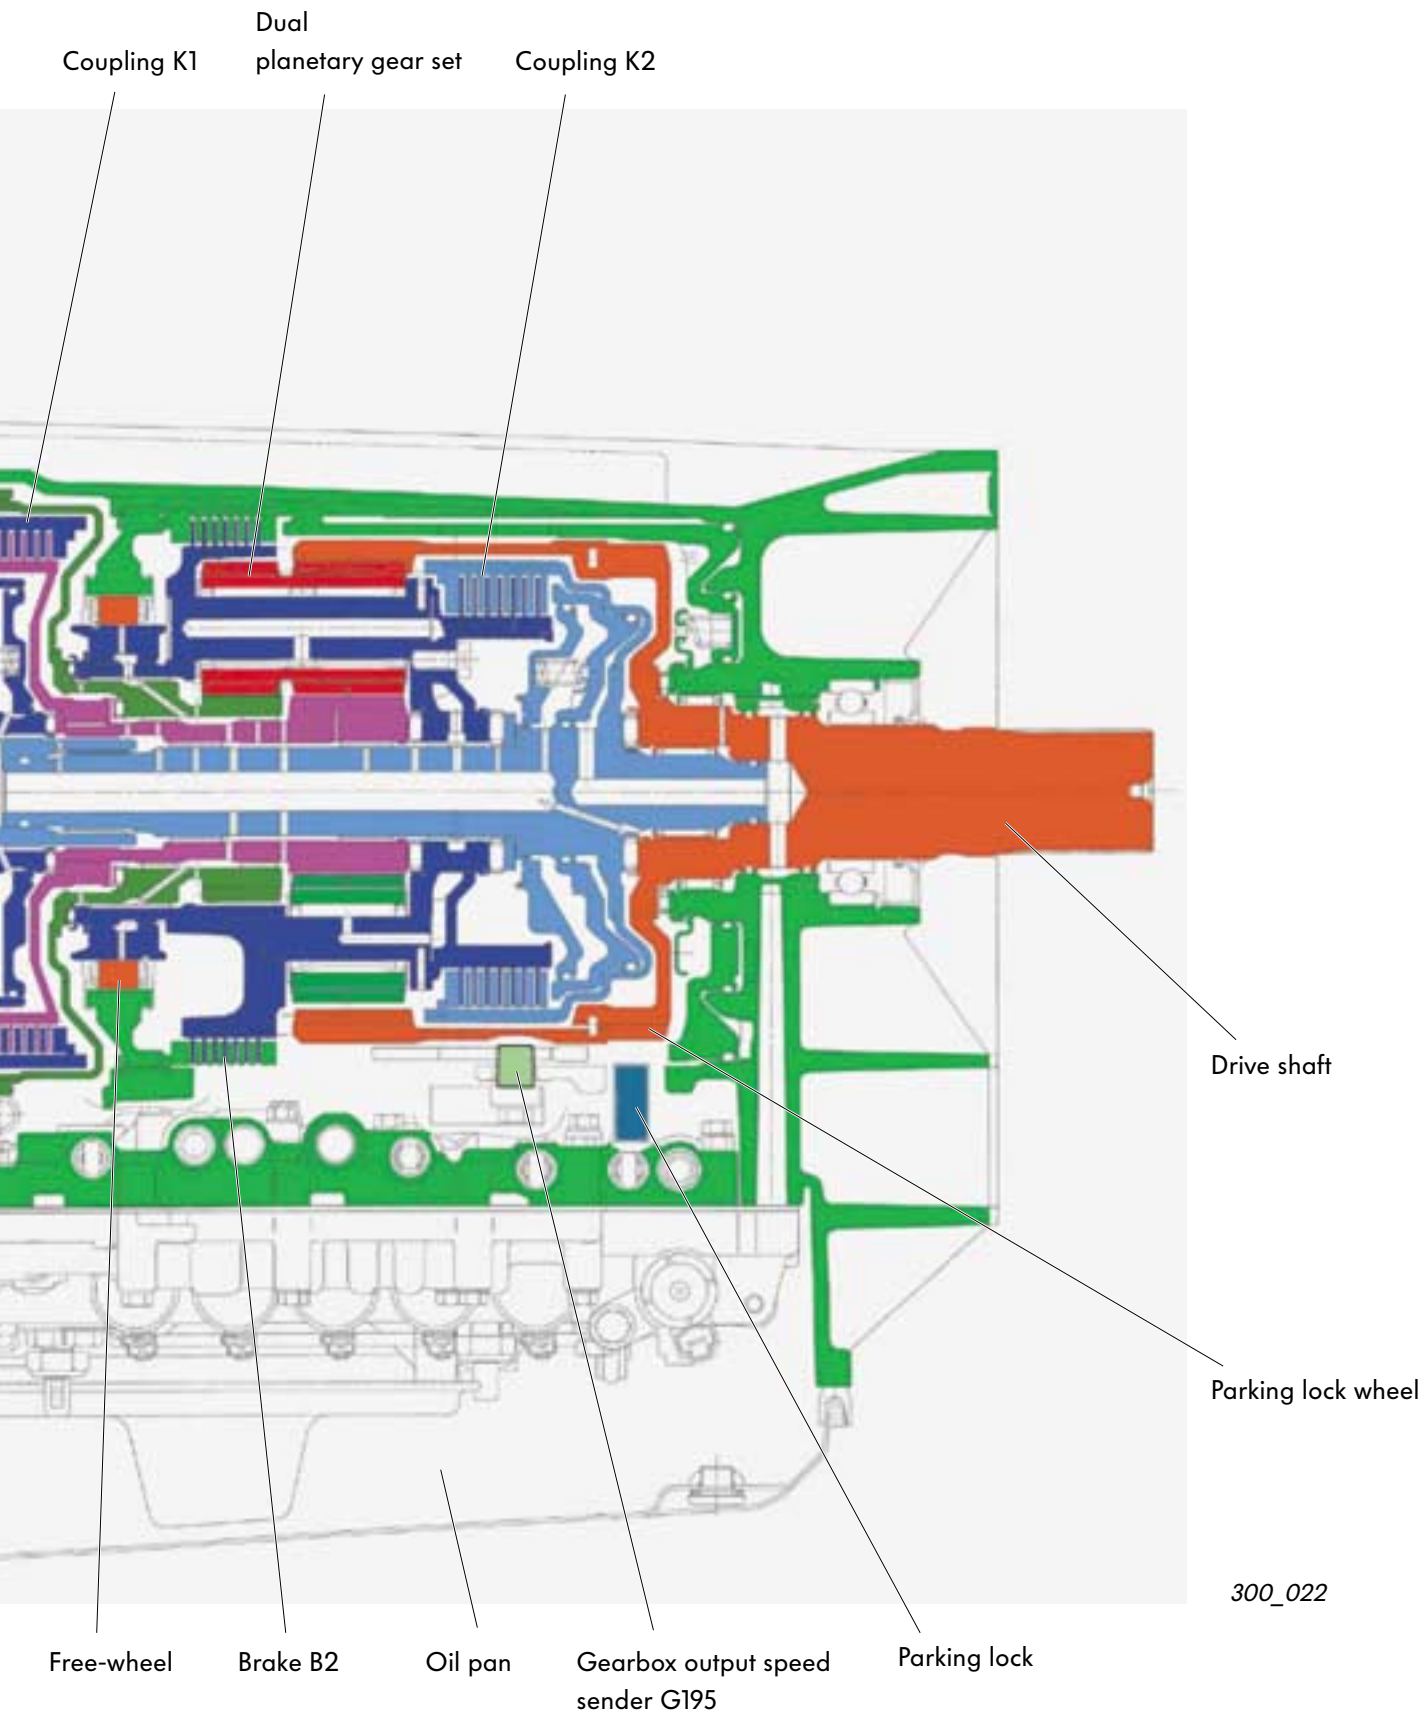 Dual
Coupling K1
planetary gear set
Coupling K2
Drive shaft
Parking lock wheel
300_022
Free-wheel
Brake B2
Oil pan
Gearbox output speed
sender G195
Parking lock